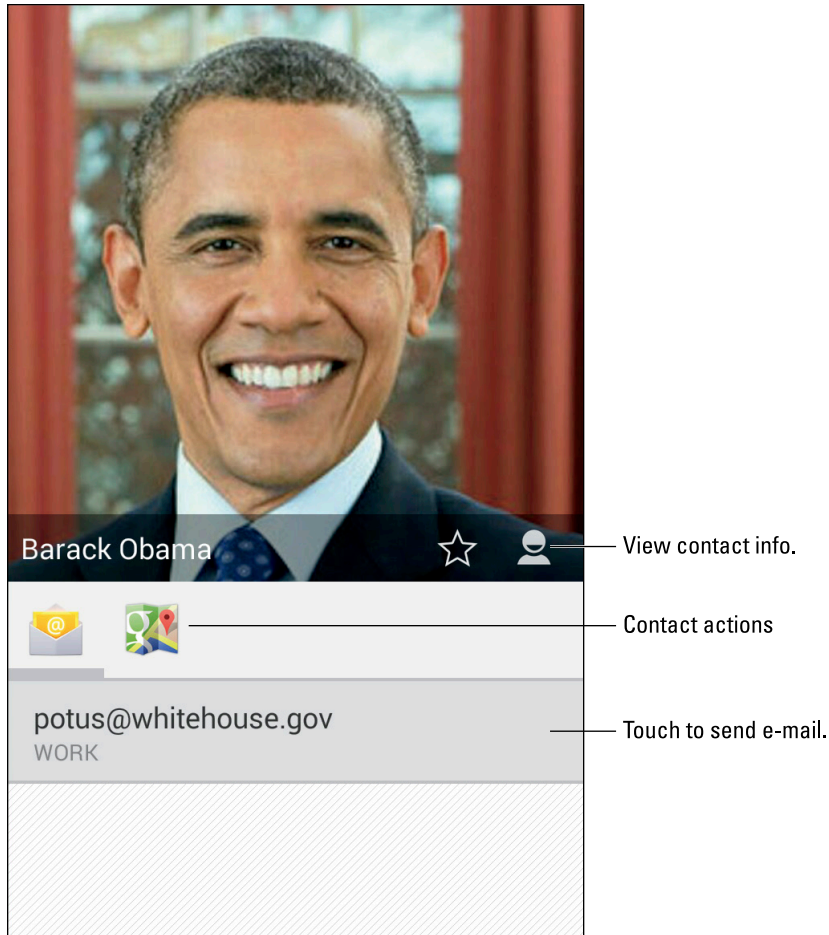 Barack Obama
View contact info.
@
g
Contact actions
potus@whitehouse.gov
WORK
Touch to send e-mail.